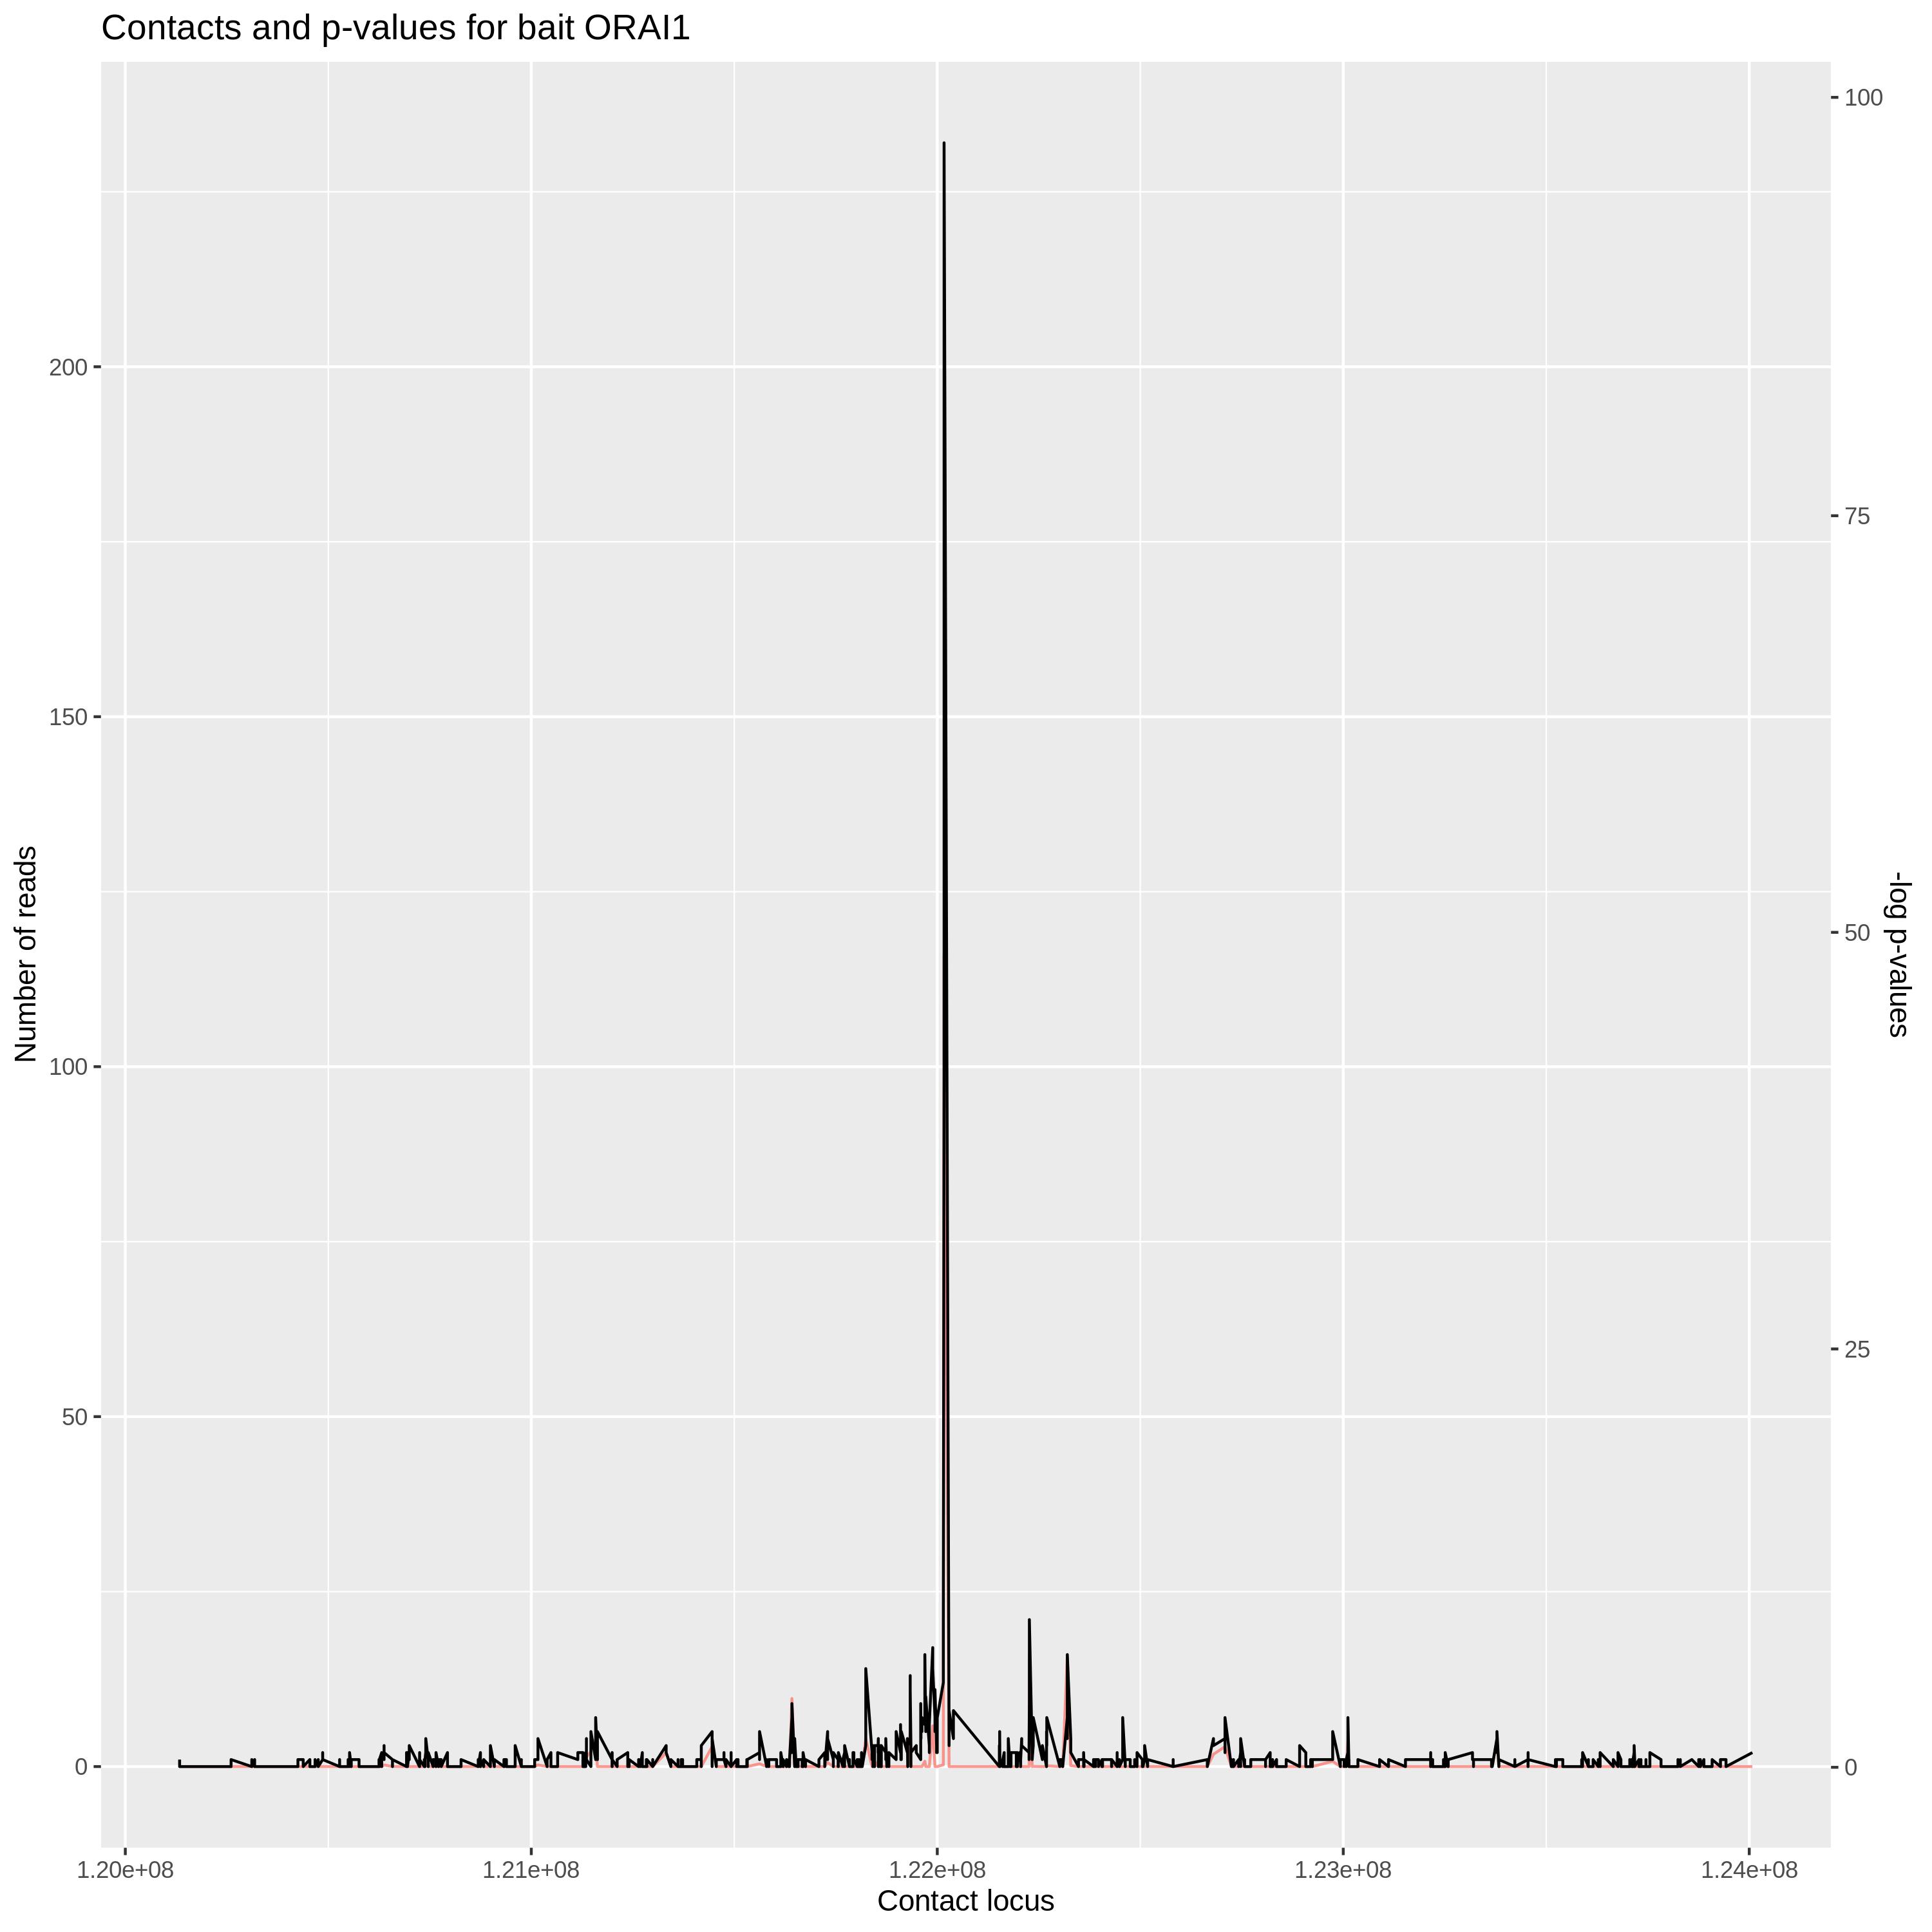 Contacts and p-values for bait ORAI1
Number of reads
200
150
100
50
0
100
75
50
25
0
-log p-values
1.20e+08 1.21e+08 1.22e+08 1.23e+08 1.24e+08
Contact locus